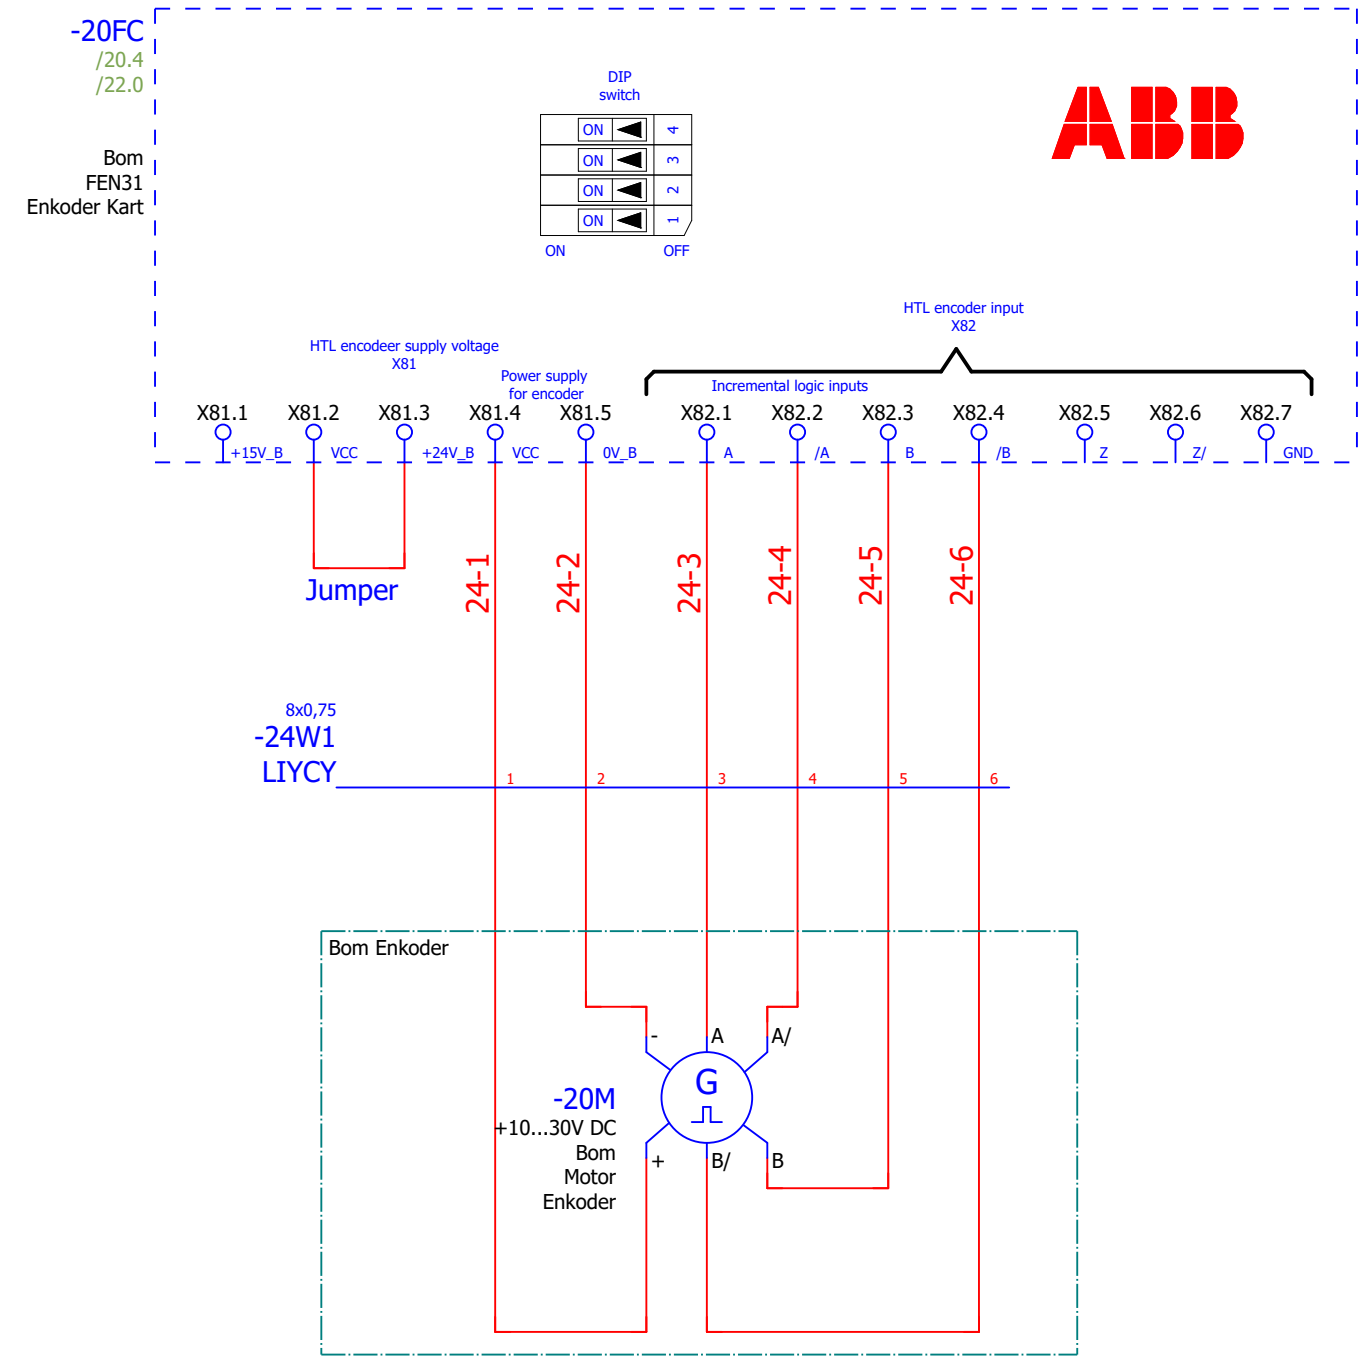 -20FC
/20.4
/22.0
Bom
FEN31
Enkoder Kart
DIP
switch
ON 4
ON 3
ON 2
ON 1
ON OFF
ABB
HTL encoder input
X82
HTL encodeer supply voltage
X81
Power supply
for encoder
Incremental logic inputs
X81.1 X81.2 X81.3 X81.4 X81.5 X82.1 X82.2 X82.3 X82.4 X82.5 X82.6 X82.7
+15V_B VCC +24V_B VCC 0V_B A /A B /B Z Z/ GND
Jumper
24-1 24-2 24-3 24-4 24-5 24-6
8x0,75
-24W1
LIYCY
1 2 3 4 5 6
Bom Enkoder
- A A/
G
-20M
+10...30V DC
Bom
Motor
Enkoder
+ B/ B